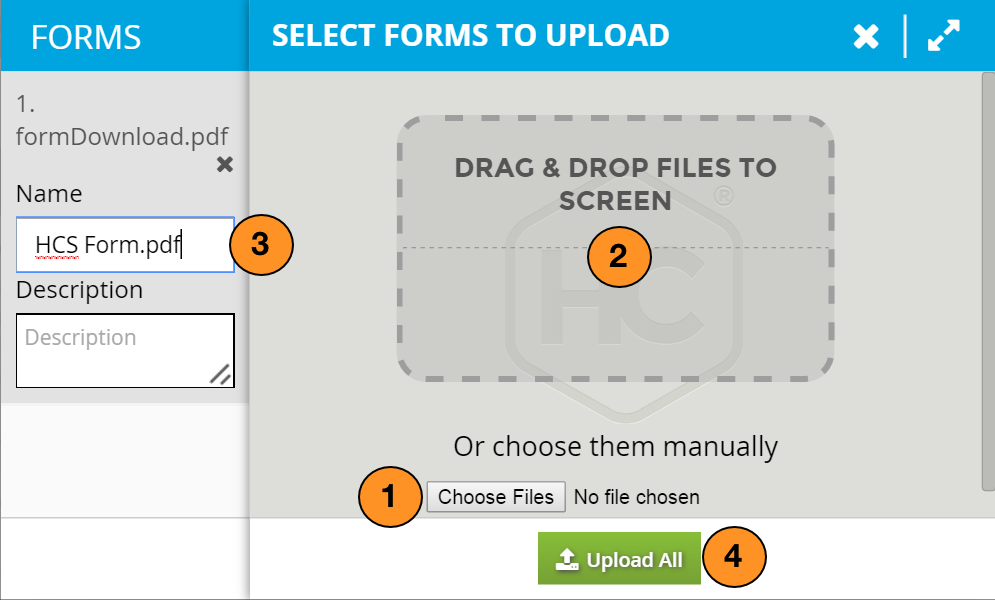 FORMS
SELECT FORMS TO UPLOAD
1.
formDownload.pdf
Name
HCS Form.pdf
3
Description
Description
DRAG & DROP FILES TO
SCREEN
®
2
HC
Or choose them manually
1
Choose Files No file chosen
Upload All
4